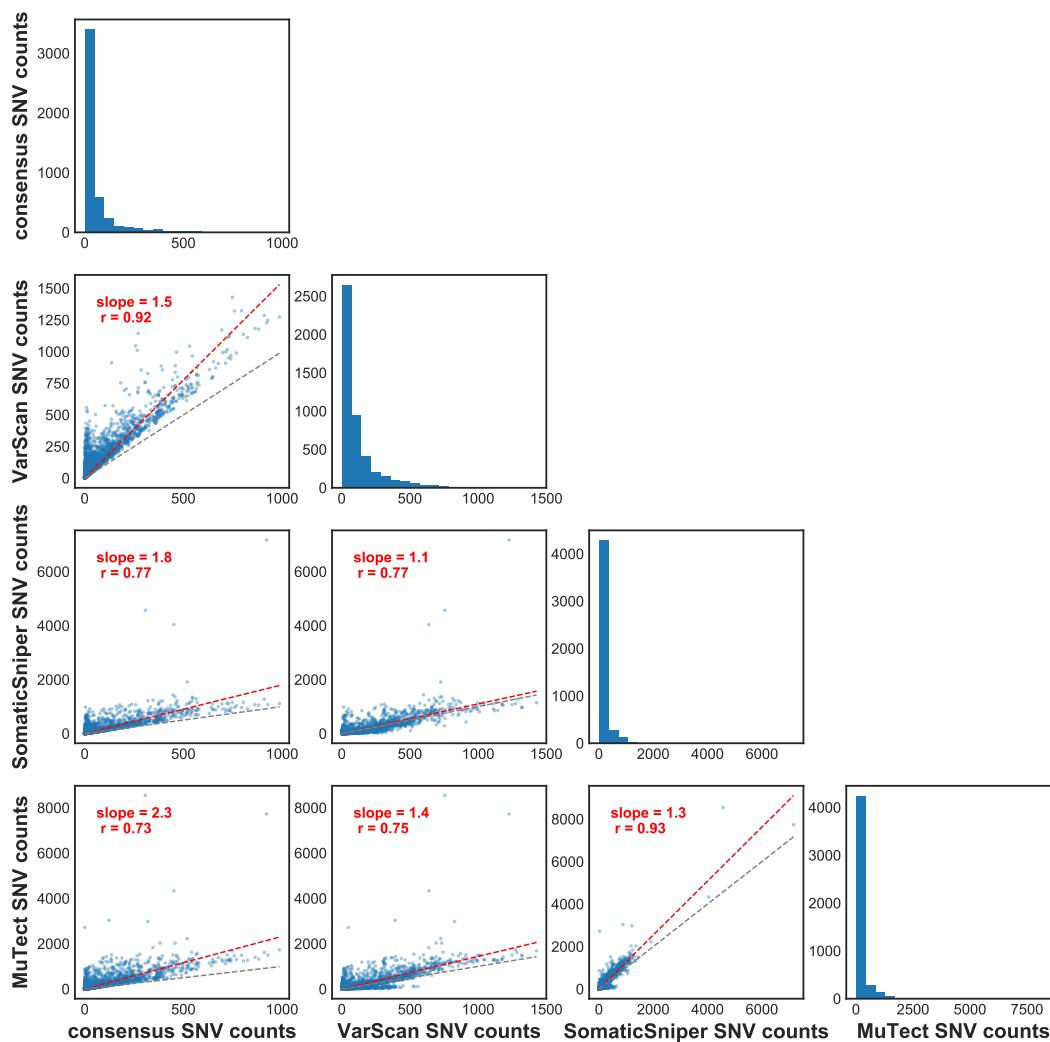 consensus SNV counts
3000
2000
1000
0
0 500 1000
VarScan SNV counts
1500
1250
1000
750
500
250
0
slope = 1.5
r = 0.92
0 500 1000
2500
2000
1500
1000
500
0
0 500 1000 1500
SomaticSniper SNV counts
6000
4000
2000
0
slope = 1.8
r = 0.77
0 500 1000
6000
4000
2000
0
slope = 1.1
r = 0.77
0 500 1000 1500
4000
3000
2000
1000
0
0 2000 4000 6000
MuTect SNV counts
8000
6000
4000
2000
0
slope = 2.3
r = 0.73
0 500 1000
consensus SNV counts
8000
6000
4000
2000
0
slope = 1.4
r = 0.75
0 500 1000 1500
VarScan SNV counts
8000
6000
4000
2000
0
slope = 1.3
r = 0.93
0 2000 4000 6000
SomaticSniper SNV counts
4000
3000
2000
1000
0
0 2500 5000 7500
MuTect SNV counts